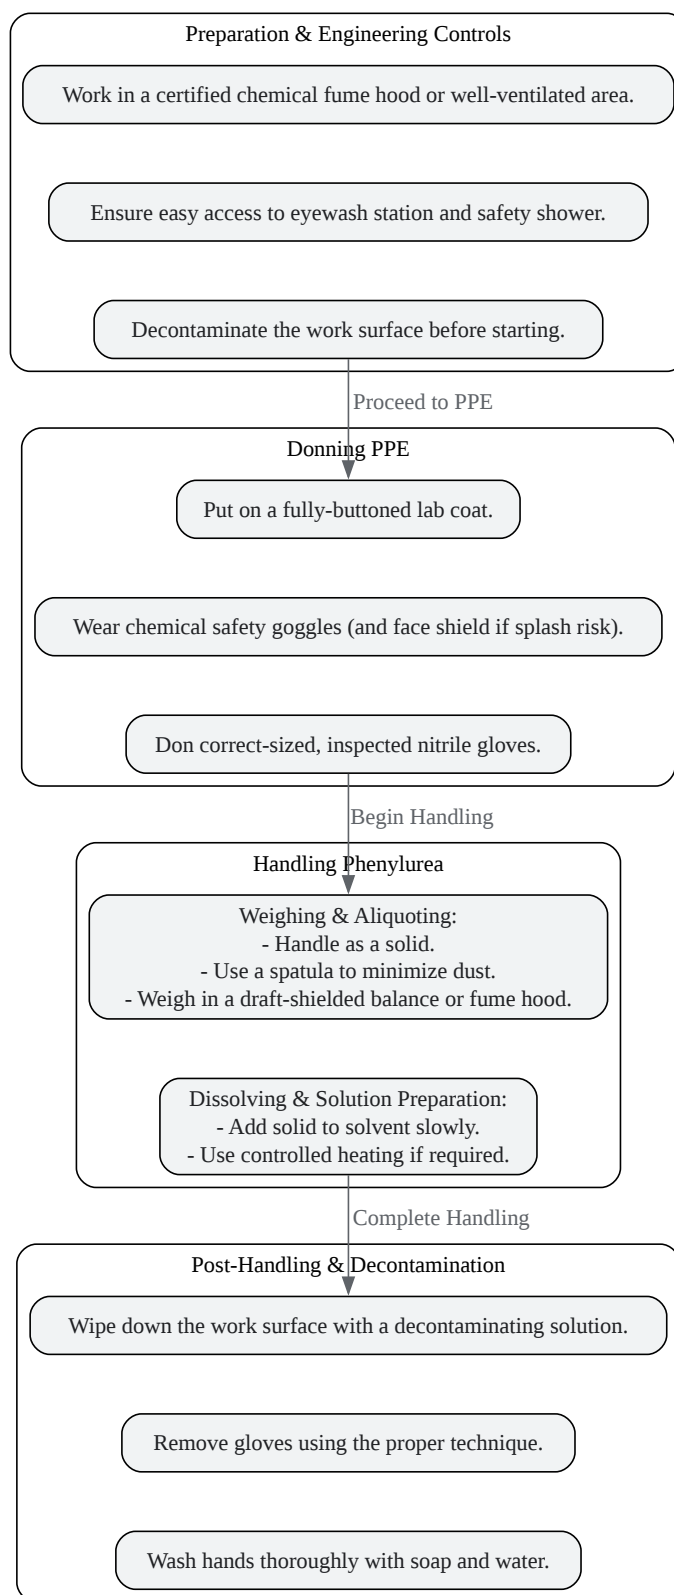 Preparation & Engineering Controls
Work in a certified chemical fume hood or well-ventilated area.
Ensure easy access to eyewash station and safety shower.
Decontaminate the work surface before starting.
Proceed to PPE
Donning PPE
Put on a fully-buttoned lab coat.
Wear chemical safety goggles (and face shield if splash risk).
Don correct-sized, inspected nitrile gloves.
Begin Handling
Handling Phenylurea
Weighing & Aliquoting:
- Handle as a solid.
- Use a spatula to minimize dust.
- Weigh in a draft-shielded balance or fume hood.
Dissolving & Solution Preparation:
- Add solid to solvent slowly.
- Use controlled heating if required.
Complete Handling
Post-Handling & Decontamination
Wipe down the work surface with a decontaminating solution.
Remove gloves using the proper technique.
Wash hands thoroughly with soap and water.